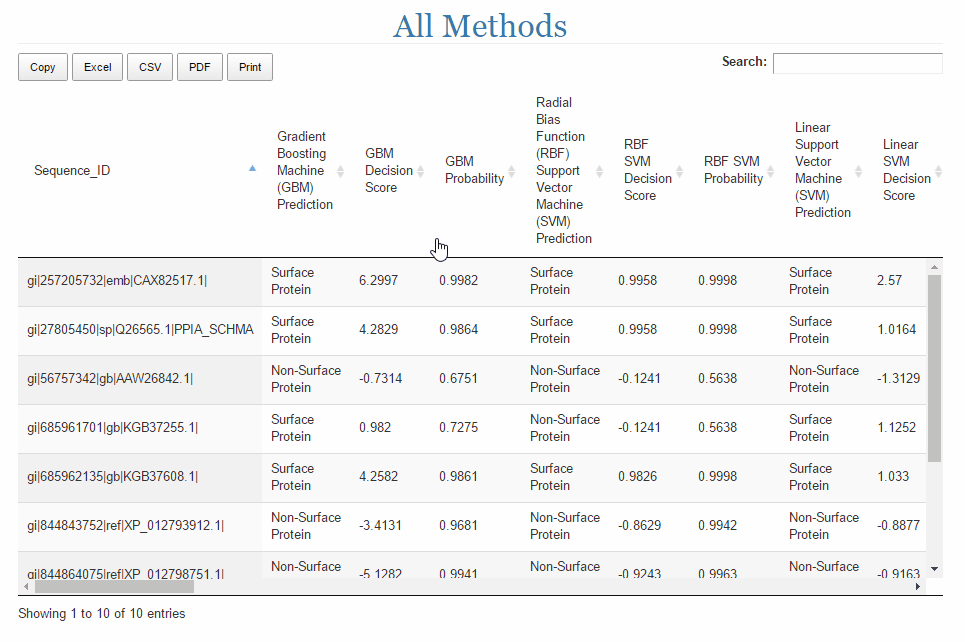 All Methods
Copy Excel CSV PDF Print Search:
Sequence_ID
Gradient
Boosting
Machine
(GBM)
Prediction
GBM
Decision
Score
GBM
Probability
Radial
Bias
Function
(RBF)
Support
Vector
Machine
(SVM)
Prediction
RBF
SVM
Decision
Score
RBF SVM
Probability
Linear
Support
Vector
Machine
(SVM)
Prediction
Linear
SVM
Decision
Score
gi|257205732|emb|CAX82517.1|
Surface
Protein
6.2997
0.9982
Surface
Protein
0.9958
0.9998
Surface
Protein
2.57
gi|27805450|sp|Q26565.1|PPIA_SCHMA
Surface
Protein
4.2829
0.9864
Surface
Protein
0.9958
0.9998
Surface
Protein
1.0164
gi|56757342|gb|AAW26842.1|
Non-Surface
Protein
-0.7314
0.6751
Non-Surface
Protein
-0.1241
0.5638
Non-Surface
Protein
-1.3129
gi|685961701|gb|KGB37255.1|
Surface
Protein
0.982
0.7275
Non-Surface
Protein
-0.1241
0.5638
Surface
Protein
1.1252
gi|685962135|gb|KGB37608.1|
Surface
Protein
4.2582
0.9861
Surface
Protein
0.9826
0.9998
Surface
Protein
1.033
gi|844843752|ref|XP_012793912.1|
Non-Surface
Protein
-3.4131
0.9681
Non-Surface
Protein
-0.8629
0.9942
Non-Surface
Protein
-0.8877
gi|844864075|ref|XP_012798751.1|
Non-Surface
-5.1282
0.9941
Non-Surface
-0.9243
0.9963
Non-Surface
-0.9163
Showing 1 to 10 of 10 entries